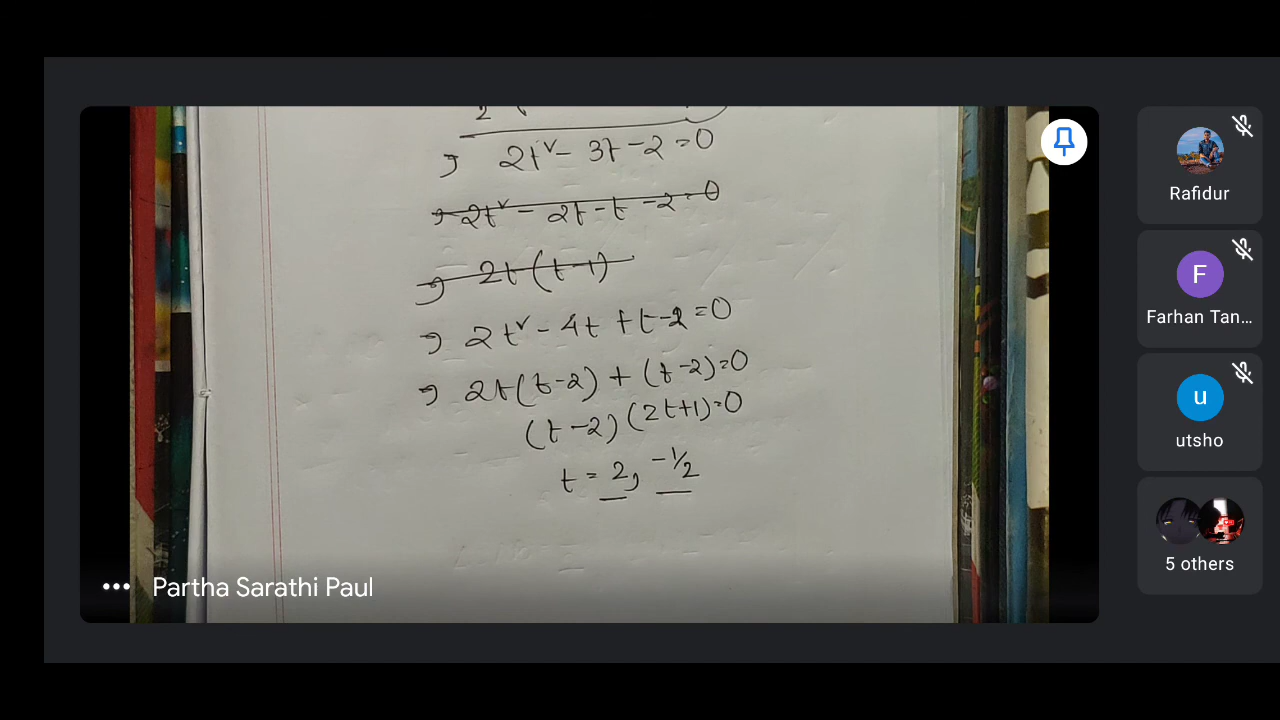 2
, 2t² - 3t - 2 = 0
, 2t² - 2t - t - 2 = 0
, 2t (t-1)
, 2t² - 4t + t - 2 = 0
, 2t(t-2) + (t-2) = 0
(t-2) (2t+1) = 0
t = 2, -1/2
Partha Sarathi Paul
Rafidur
F
Farhan Tan...
u
utsho
5 others